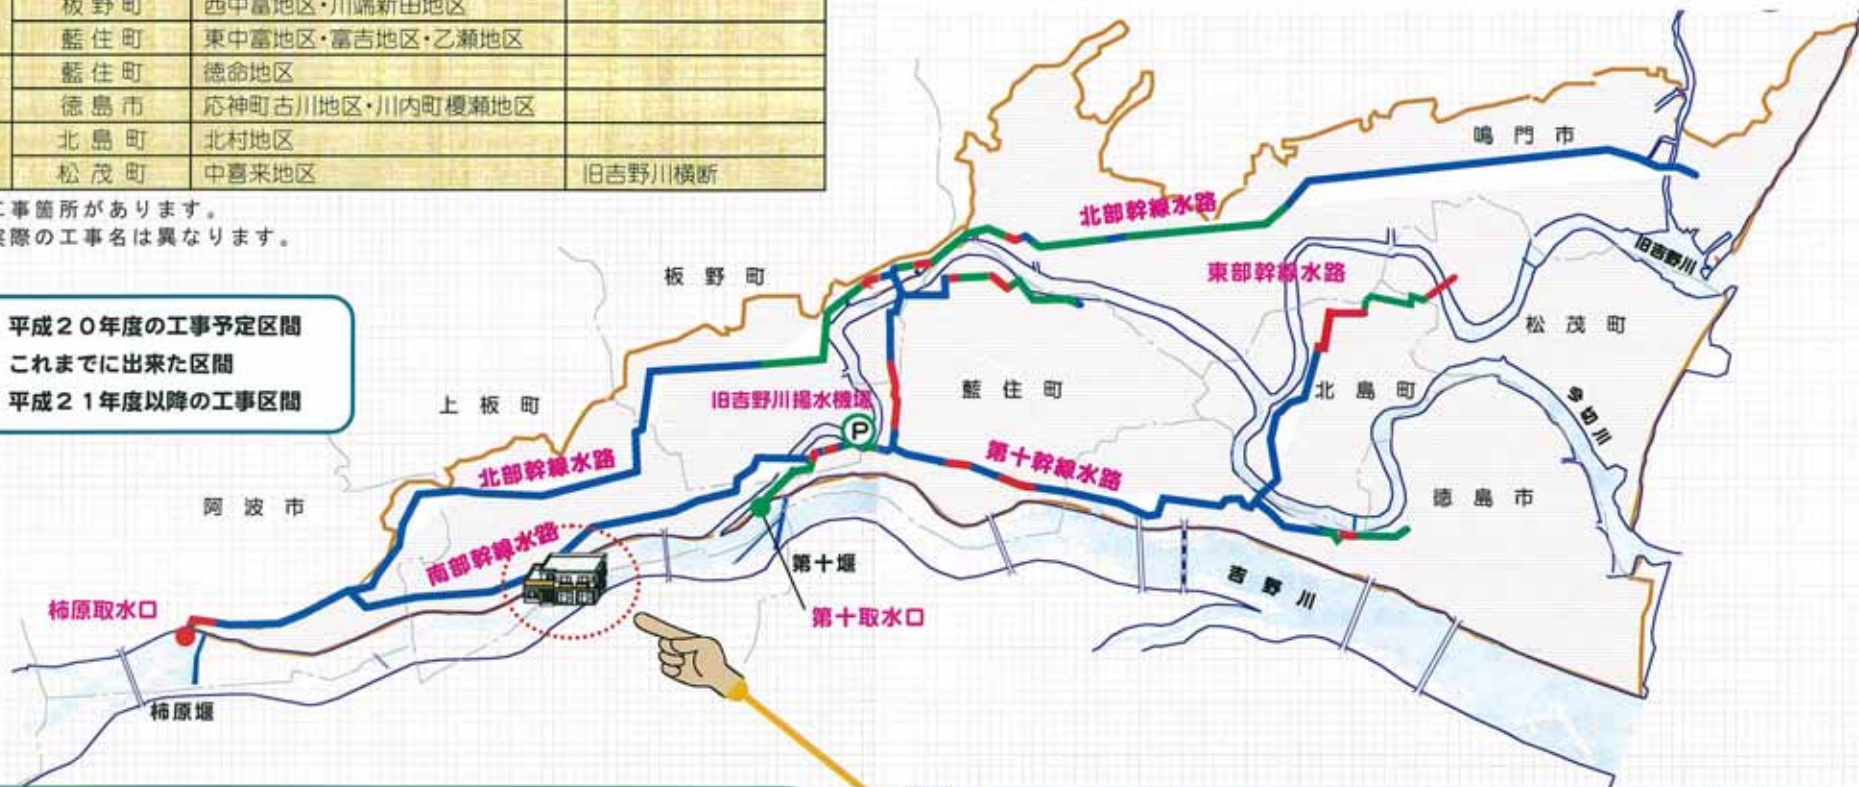 板野町 西中富地区・川端新田地区
藍住町 東中富地区・富吉地区・乙瀬地区
藍住町 徳命地区
徳島市 応神町古川地区・川内町榎瀬地区
北島町 北村地区
松茂町 中喜来地区 旧吉野川横断
工事箇所があります。
実際の工事名は異なります。
平成20年度の工事予定区間
これまでに出来た区間
平成21年度以降の工事区間
鳴門市
北部幹線水路
旧吉野川
東部幹線水路
板野町
松茂町
藍住町
北島町
旧吉野川揚水機場
P
上板町
今切川
第十幹線水路
北部幹線水路
徳島市
阿波市
南部幹線水路
第十堰
吉野川
柿原取水口
第十取水口
柿原堰